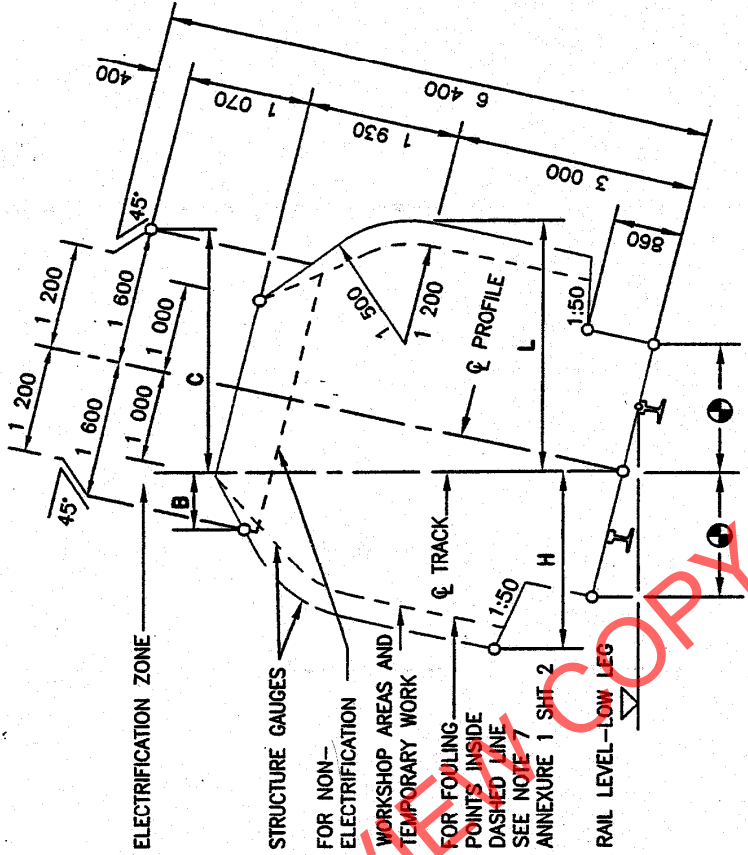 1 200
1 200
1 600
1 600
1 000
1 000
45°
45°
400
1 070
1 930
3 000
6 400
860
C
B
ELECTRIFICATION ZONE
STRUCTURE GAUGES
FOR NON-
ELECTRIFICATION
WORKSHOP AREAS AND
TEMPORARY WORK
FOR FOULING
POINTS INSIDE
DASHED LINE
SEE NOTE 7
ANNEXURE 1 SHT 2
RAIL LEVEL-LOW LEG
1 500
1 200
L
℄ PROFILE
℄ TRACK
H
1:50
1:50
VIEW COPY